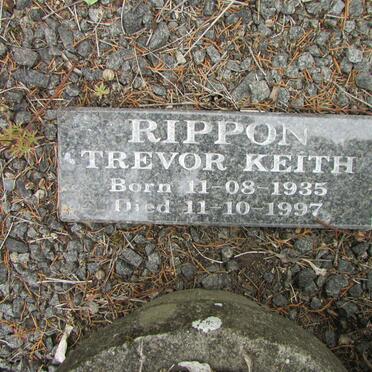 RIPPON
TREVOR KEITH
Born 11-08-1935
Died 11-10-1997